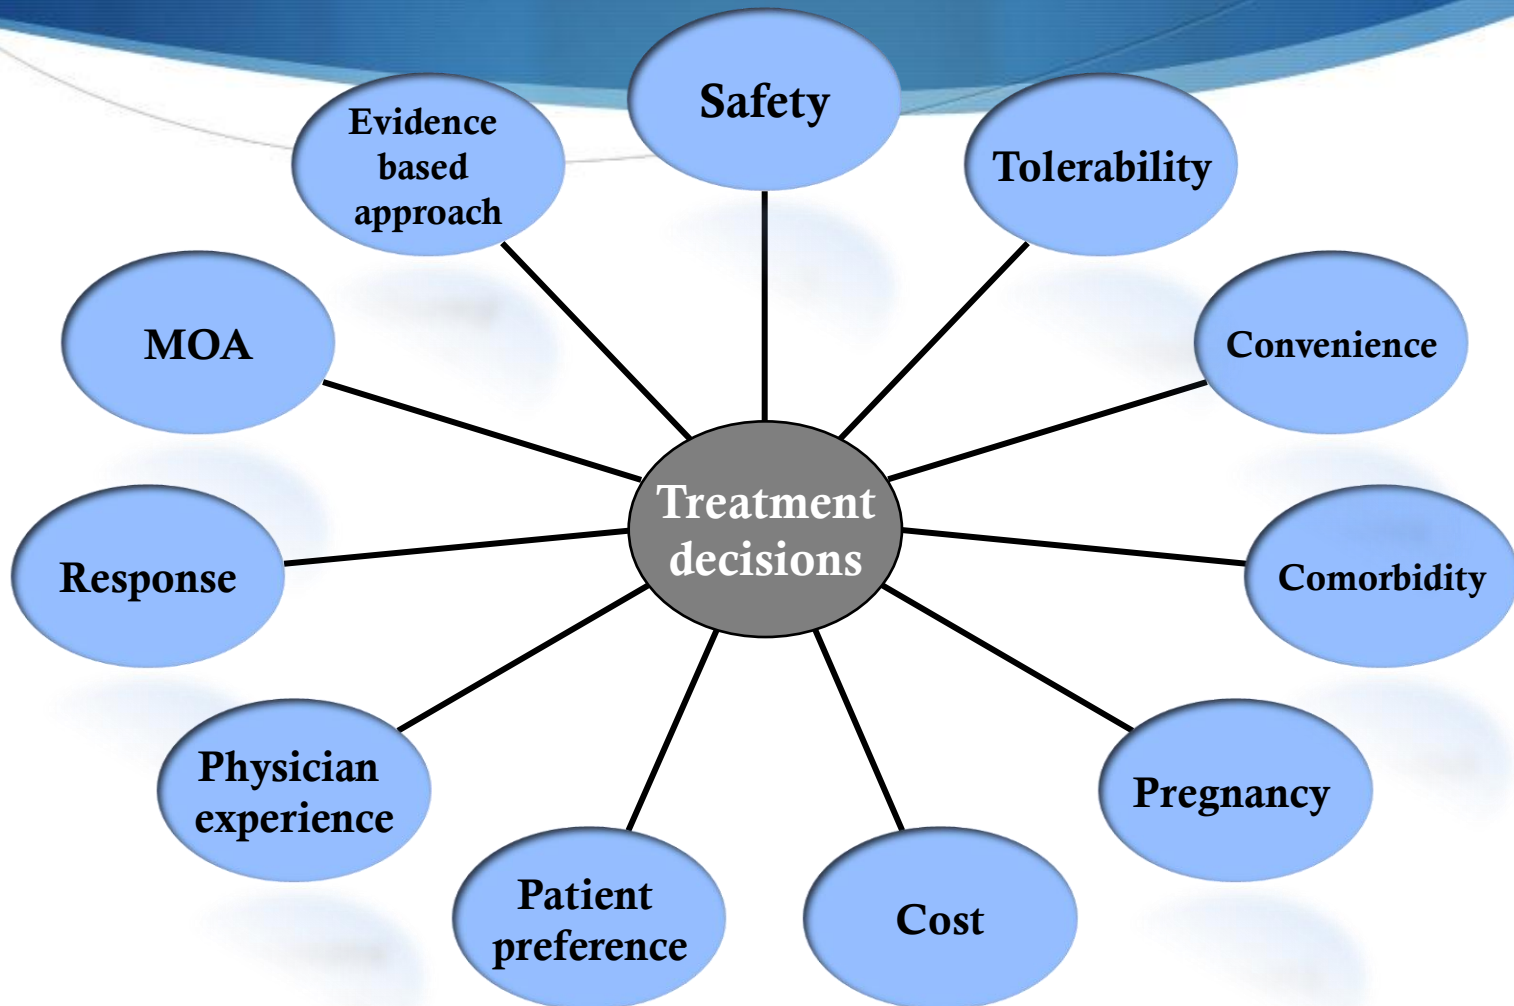 Safety
Evidence
based
approach
Tolerability
MOA
Convenience
Treatment
decisions
Response
Comorbidity
Physician
experience
Pregnancy
Patient
preference
Cost